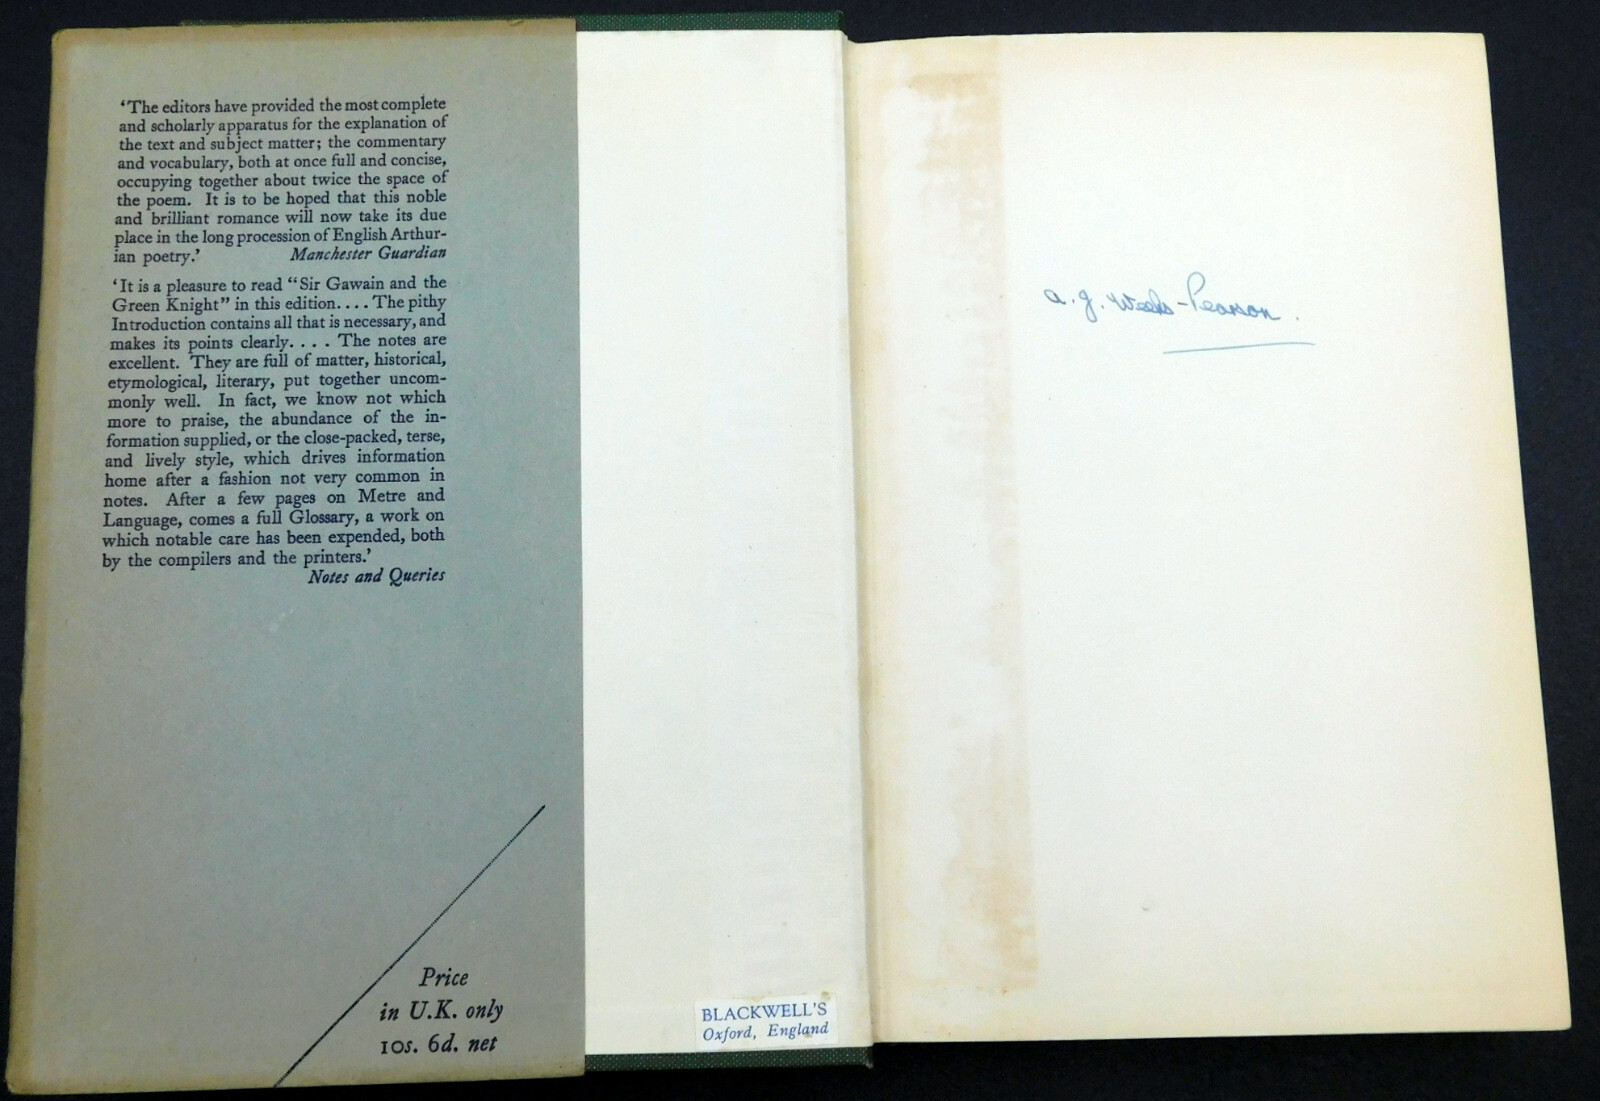 ‘The editors have provided the most complete
and scholarly apparatus for the explanation of
the text and subject matter; the commentary
and vocabulary, both at once full and concise,
occupying together about twice the space of
the poem. It is to be hoped that this noble
and brilliant romance will now take its due
place in the long procession of English Arthur-
ian poetry.’ Manchester Guardian
‘It is a pleasure to read “Sir Gawain and the
Green Knight” in this edition.... The pithy
Introduction contains all that is necessary, and
makes its points clearly.... The notes are
excellent. They are full of matter, historical,
etymological, literary, put together uncom-
monly well. In fact, we know not which
more to praise, the abundance of the in-
formation supplied, or the close-packed, terse,
and lively style, which drives information
home after a fashion not very common in
notes. After a few pages on Metre and
Language, comes a full Glossary, a work on
which notable care has been expended, both
by the compilers and the printers.’
Notes and Queries
Price
in U.K. only
10s. 6d. net
BLACKWELL'S
Oxford, England
a. g. Weeks-Pearson.